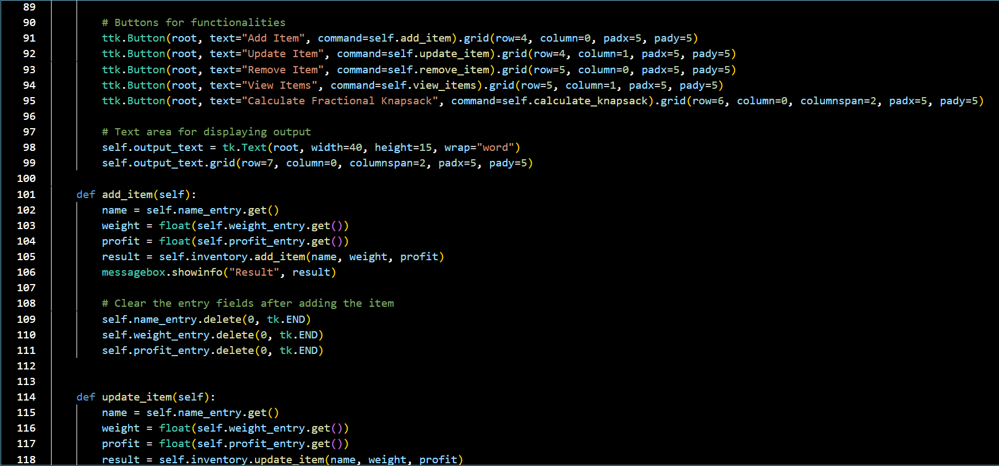 89
90 # Buttons for functionalities
91 ttk.Button(root, text="Add Item", command=self.add_item).grid(row=4, column=0, padx=5, pady=5)
92 ttk.Button(root, text="Update Item", command=self.update_item).grid(row=4, column=1, padx=5, pady=5)
93 ttk.Button(root, text="Remove Item", command=self.remove_item).grid(row=5, column=0, padx=5, pady=5)
94 ttk.Button(root, text="View Items", command=self.view_items).grid(row=5, column=1, padx=5, pady=5)
95 ttk.Button(root, text="Calculate Fractional Knapsack", command=self.calculate_knapsack).grid(row=6, column=0, columnspan=2, padx=5, pady=5)
96
97 # Text area for displaying output
98 self.output_text = tk.Text(root, width=40, height=15, wrap="word")
99 self.output_text.grid(row=7, column=0, columnspan=2, padx=5, pady=5)
100
101 def add_item(self):
102 name = self.name_entry.get()
103 weight = float(self.weight_entry.get())
104 profit = float(self.profit_entry.get())
105 result = self.inventory.add_item(name, weight, profit)
106 messagebox.showinfo("Result", result)
107
108 # Clear the entry fields after adding the item
109 self.name_entry.delete(0, tk.END)
110 self.weight_entry.delete(0, tk.END)
111 self.profit_entry.delete(0, tk.END)
112
113
114 def update_item(self):
115 name = self.name_entry.get()
116 weight = float(self.weight_entry.get())
117 profit = float(self.profit_entry.get())
118 result = self.inventory.update_item(name, weight, profit)